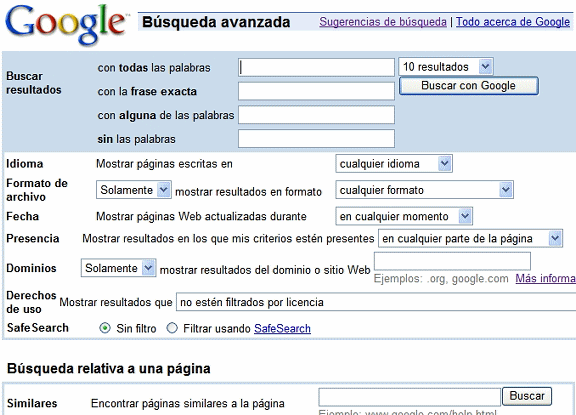 Google™ Búsqueda avanzada Sugerencias de búsqueda | Todo acerca de Google
Buscar resultados
con todas las palabras 10 resultados
con la frase exacta Buscar con Google
con alguna de las palabras
sin las palabras
Idioma Mostrar páginas escritas en cualquier idioma
Formato de archivo Solamente mostrar resultados en formato cualquier formato
Fecha Mostrar páginas Web actualizadas durante en cualquier momento
Presencia Mostrar resultados en los que mis criterios estén presentes en cualquier parte de la página
Dominios Solamente mostrar resultados del dominio o sitio Web
Ejemplos: .org, google.com Más informa
Derechos de uso Mostrar resultados que no estén filtrados por licencia
SafeSearch Sin filtro Filtrar usando SafeSearch
Búsqueda relativa a una página
Similares Encontrar páginas similares a la página Buscar
Ejemplo: www.google.com/help.html